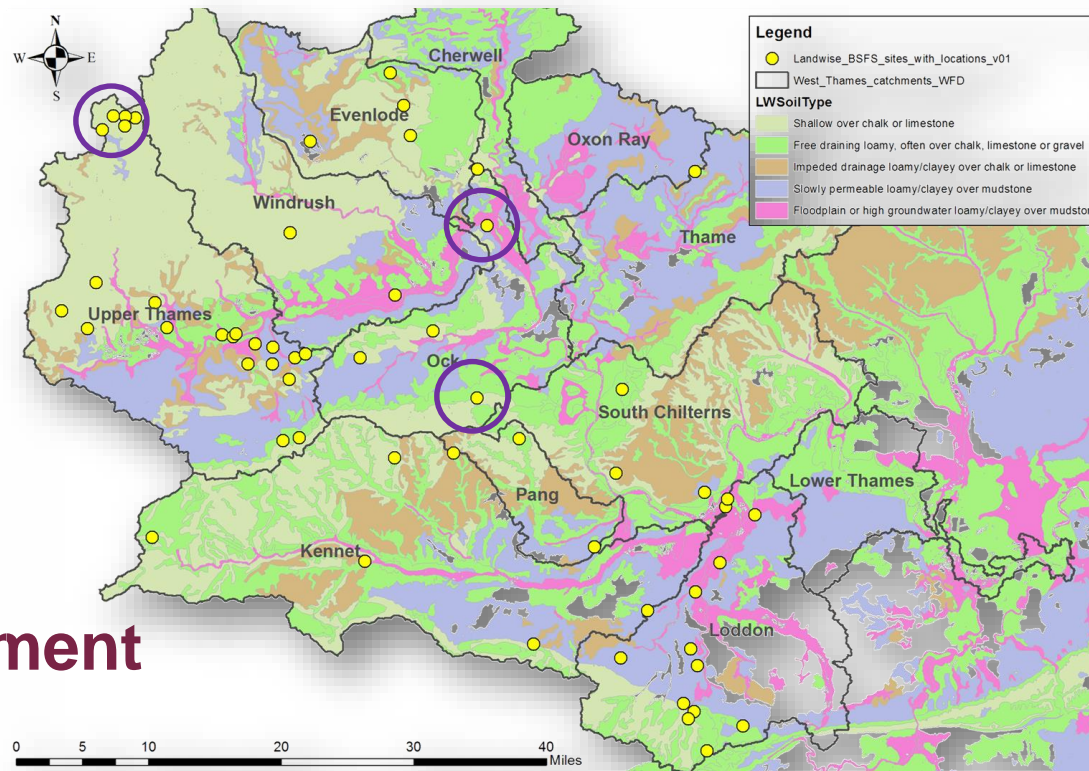 N
W E
S
Legend
Landwise_BSFS_sites_with_locations_v01
West_Thames_catchments_WFD
LWSoilType
Shallow over chalk or limestone
Free draining loamy, often over chalk, limestone or gravel
Impeded drainage loamy/clayey over chalk or limestone
Slowly permeable loamy/clayey over mudstone
Floodplain or high groundwater loamy/clayey over mudston
Cherwell
Evenlode
Oxon Ray
Windrush
Thame
Upper Thames
Ock
South Chilterns
Lower Thames
Pang
Kennet
Loddon
ment
0 5 10 20 30 40
Miles